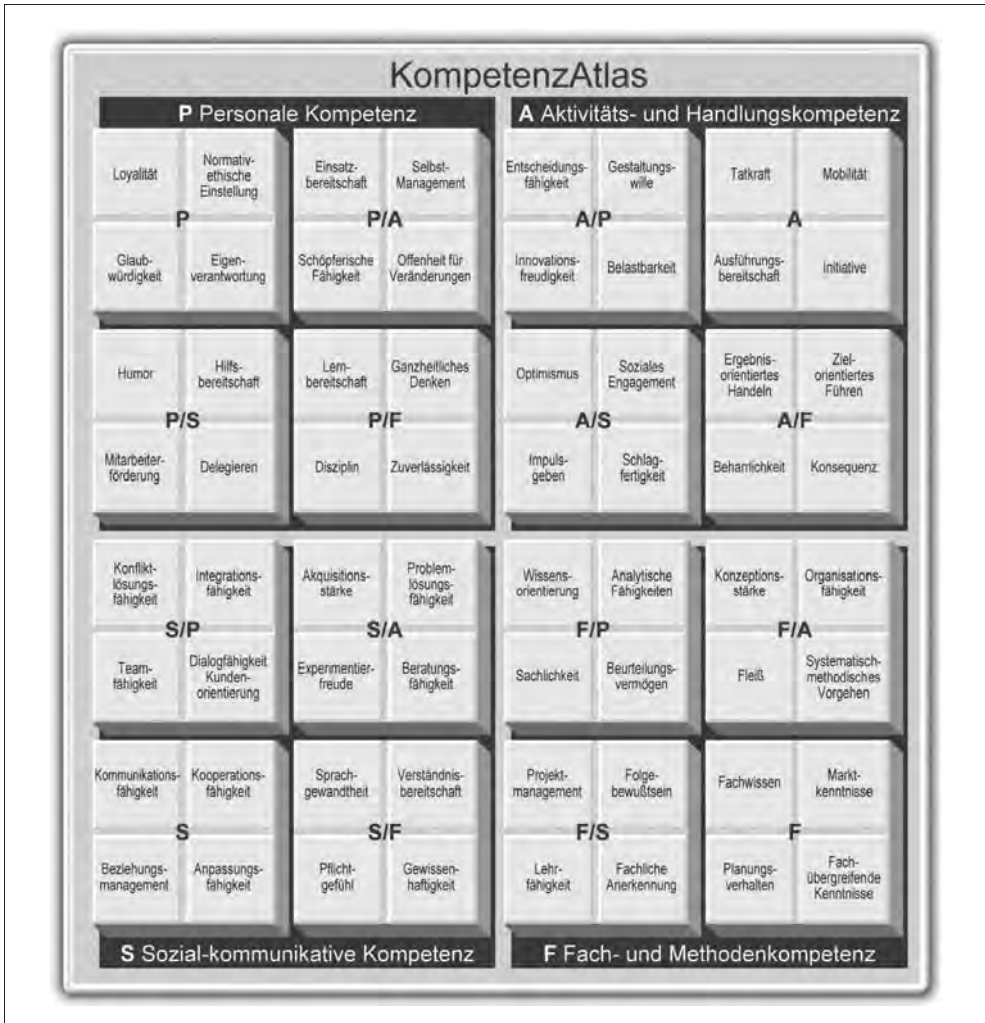 KompetenzAtlas
P Personale Kompetenz
Loyalität
Normativ-
ethische
Einstellung
P
Glaub-
würdigkeit
Eigen-
verantwortung
Einsatz-
bereitschaft
Selbst-
Management
P/A
Schöpferische
Fähigkeit
Offenheit für
Veränderungen
Humor
Hilfs-
bereitschaft
P/S
Mitarbeiter-
förderung
Delegieren
Lern-
bereitschaft
Ganzheitliches
Denken
P/F
Disziplin
Zuverlässigkeit
A Aktivitäts- und Handlungskompetenz
Entscheidungs-
fähigkeit
Gestaltungs-
wille
A/P
Innovations-
freudigkeit
Belastbarkeit
Tatkraft
Mobilität
A
Ausführungs-
bereitschaft
Initiative
Optimismus
Soziales
Engagement
A/S
Impuls-
geben
Schlag-
fertigkeit
Ergebnis-
orientiertes
Handeln
Ziel-
orientiertes
Führen
A/F
Beharrlichkeit
Konsequenz
Konflikt-
lösungs-
fähigkeit
Integrations-
fähigkeit
S/P
Team-
fähigkeit
Dialogfähigkeit
Kunden-
orientierung
Akquisitions-
stärke
Problem-
lösungs-
fähigkeit
S/A
Experimentier-
freude
Beratungs-
fähigkeit
Kommunikations-
fähigkeit
Kooperations-
fähigkeit
S
Beziehungs-
management
Anpassungs-
fähigkeit
Sprach-
gewandtheit
Verständnis-
bereitschaft
S/F
Pflicht-
gefühl
Gewissen-
haftigkeit
S Sozial-kommunikative Kompetenz
Wissens-
orientierung
Analytische
Fähigkeiten
F/P
Sachlichkeit
Beurteilungs-
vermögen
Konzeptions-
stärke
Organisations-
fähigkeit
F/A
Fleiß
Systematisch-
methodisches
Vorgehen
Projekt-
management
Folge-
bewußtsein
F/S
Lehr-
fähigkeit
Fachliche
Anerkennung
Fachwissen
Markt-
kenntnisse
F
Planungs-
verhalten
Fach-
übergreifende
Kenntnisse
F Fach- und Methodenkompetenz